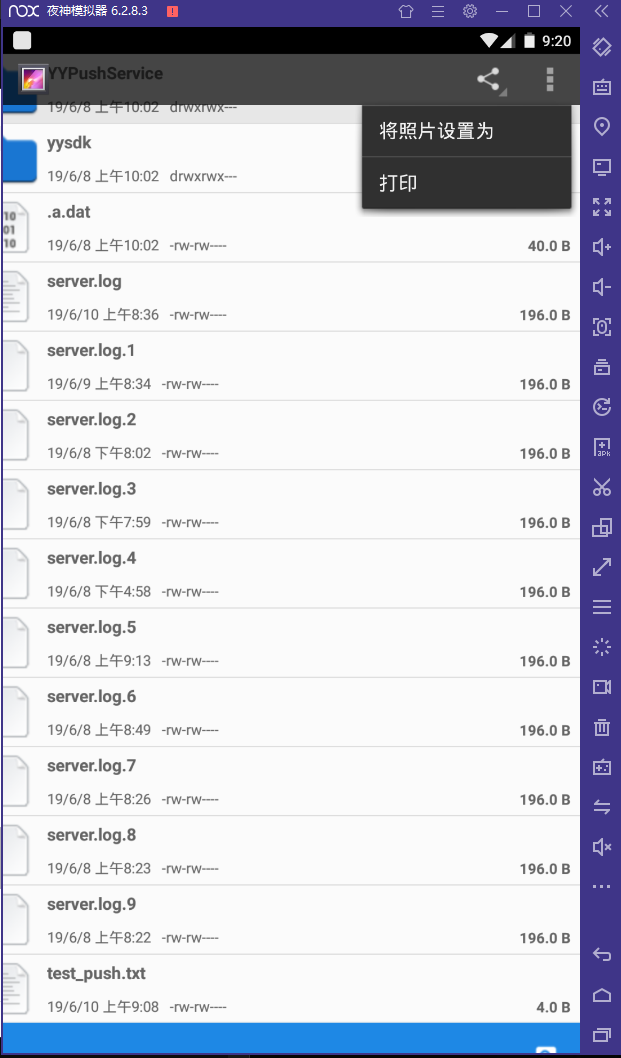 nox 夜神模拟器 6.2.8.3
9:20
YYPushService
19/6/8 上午10:02 drwxrwx---
将照片设置为
打印
yysdk
19/6/8 上午10:02 drwxrwx---
.a.dat
19/6/8 上午10:02 -rw-rw---- 40.0 B
server.log
19/6/10 上午8:36 -rw-rw---- 196.0 B
server.log.1
19/6/9 上午8:34 -rw-rw---- 196.0 B
server.log.2
19/6/8 下午8:02 -rw-rw---- 196.0 B
server.log.3
19/6/8 下午7:59 -rw-rw---- 196.0 B
server.log.4
19/6/8 下午4:58 -rw-rw---- 196.0 B
server.log.5
19/6/8 上午9:13 -rw-rw---- 196.0 B
server.log.6
19/6/8 上午8:49 -rw-rw---- 196.0 B
server.log.7
19/6/8 上午8:26 -rw-rw---- 196.0 B
server.log.8
19/6/8 上午8:23 -rw-rw---- 196.0 B
server.log.9
19/6/8 上午8:22 -rw-rw---- 196.0 B
test_push.txt
19/6/10 上午9:08 -rw-rw---- 4.0 B